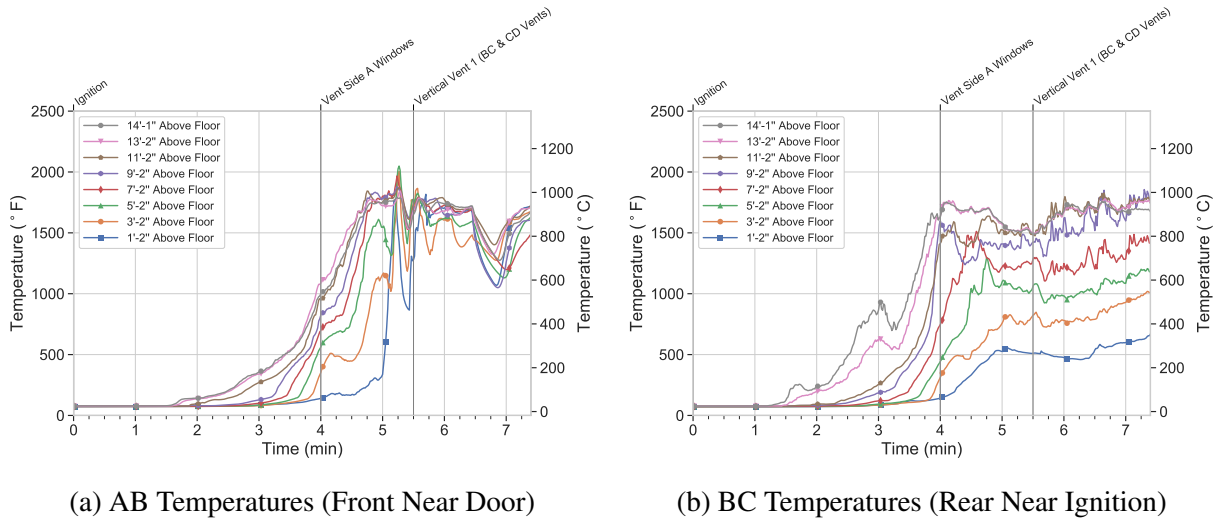 Ignition
Vent Side A Windows
Vertical Vent 1 (BC & CD Vents)
2500
2000
1500
1000
500
0
Temperature ( ° F)
14'-1" Above Floor
13'-2" Above Floor
11'-2" Above Floor
9'-2" Above Floor
7'-2" Above Floor
5'-2" Above Floor
3'-2" Above Floor
1'-2" Above Floor
1200
1000
800
600
400
200
0
Temperature ( ° C)
0 1 2 3 4 5 6 7
Time (min)
(a) AB Temperatures (Front Near Door)
Ignition
Vent Side A Windows
Vertical Vent 1 (BC & CD Vents)
2500
2000
1500
1000
500
0
Temperature ( ° F)
14'-1" Above Floor
13'-2" Above Floor
11'-2" Above Floor
9'-2" Above Floor
7'-2" Above Floor
5'-2" Above Floor
3'-2" Above Floor
1'-2" Above Floor
1200
1000
800
600
400
200
0
Temperature ( ° C)
0 1 2 3 4 5 6 7
Time (min)
(b) BC Temperatures (Rear Near Ignition)